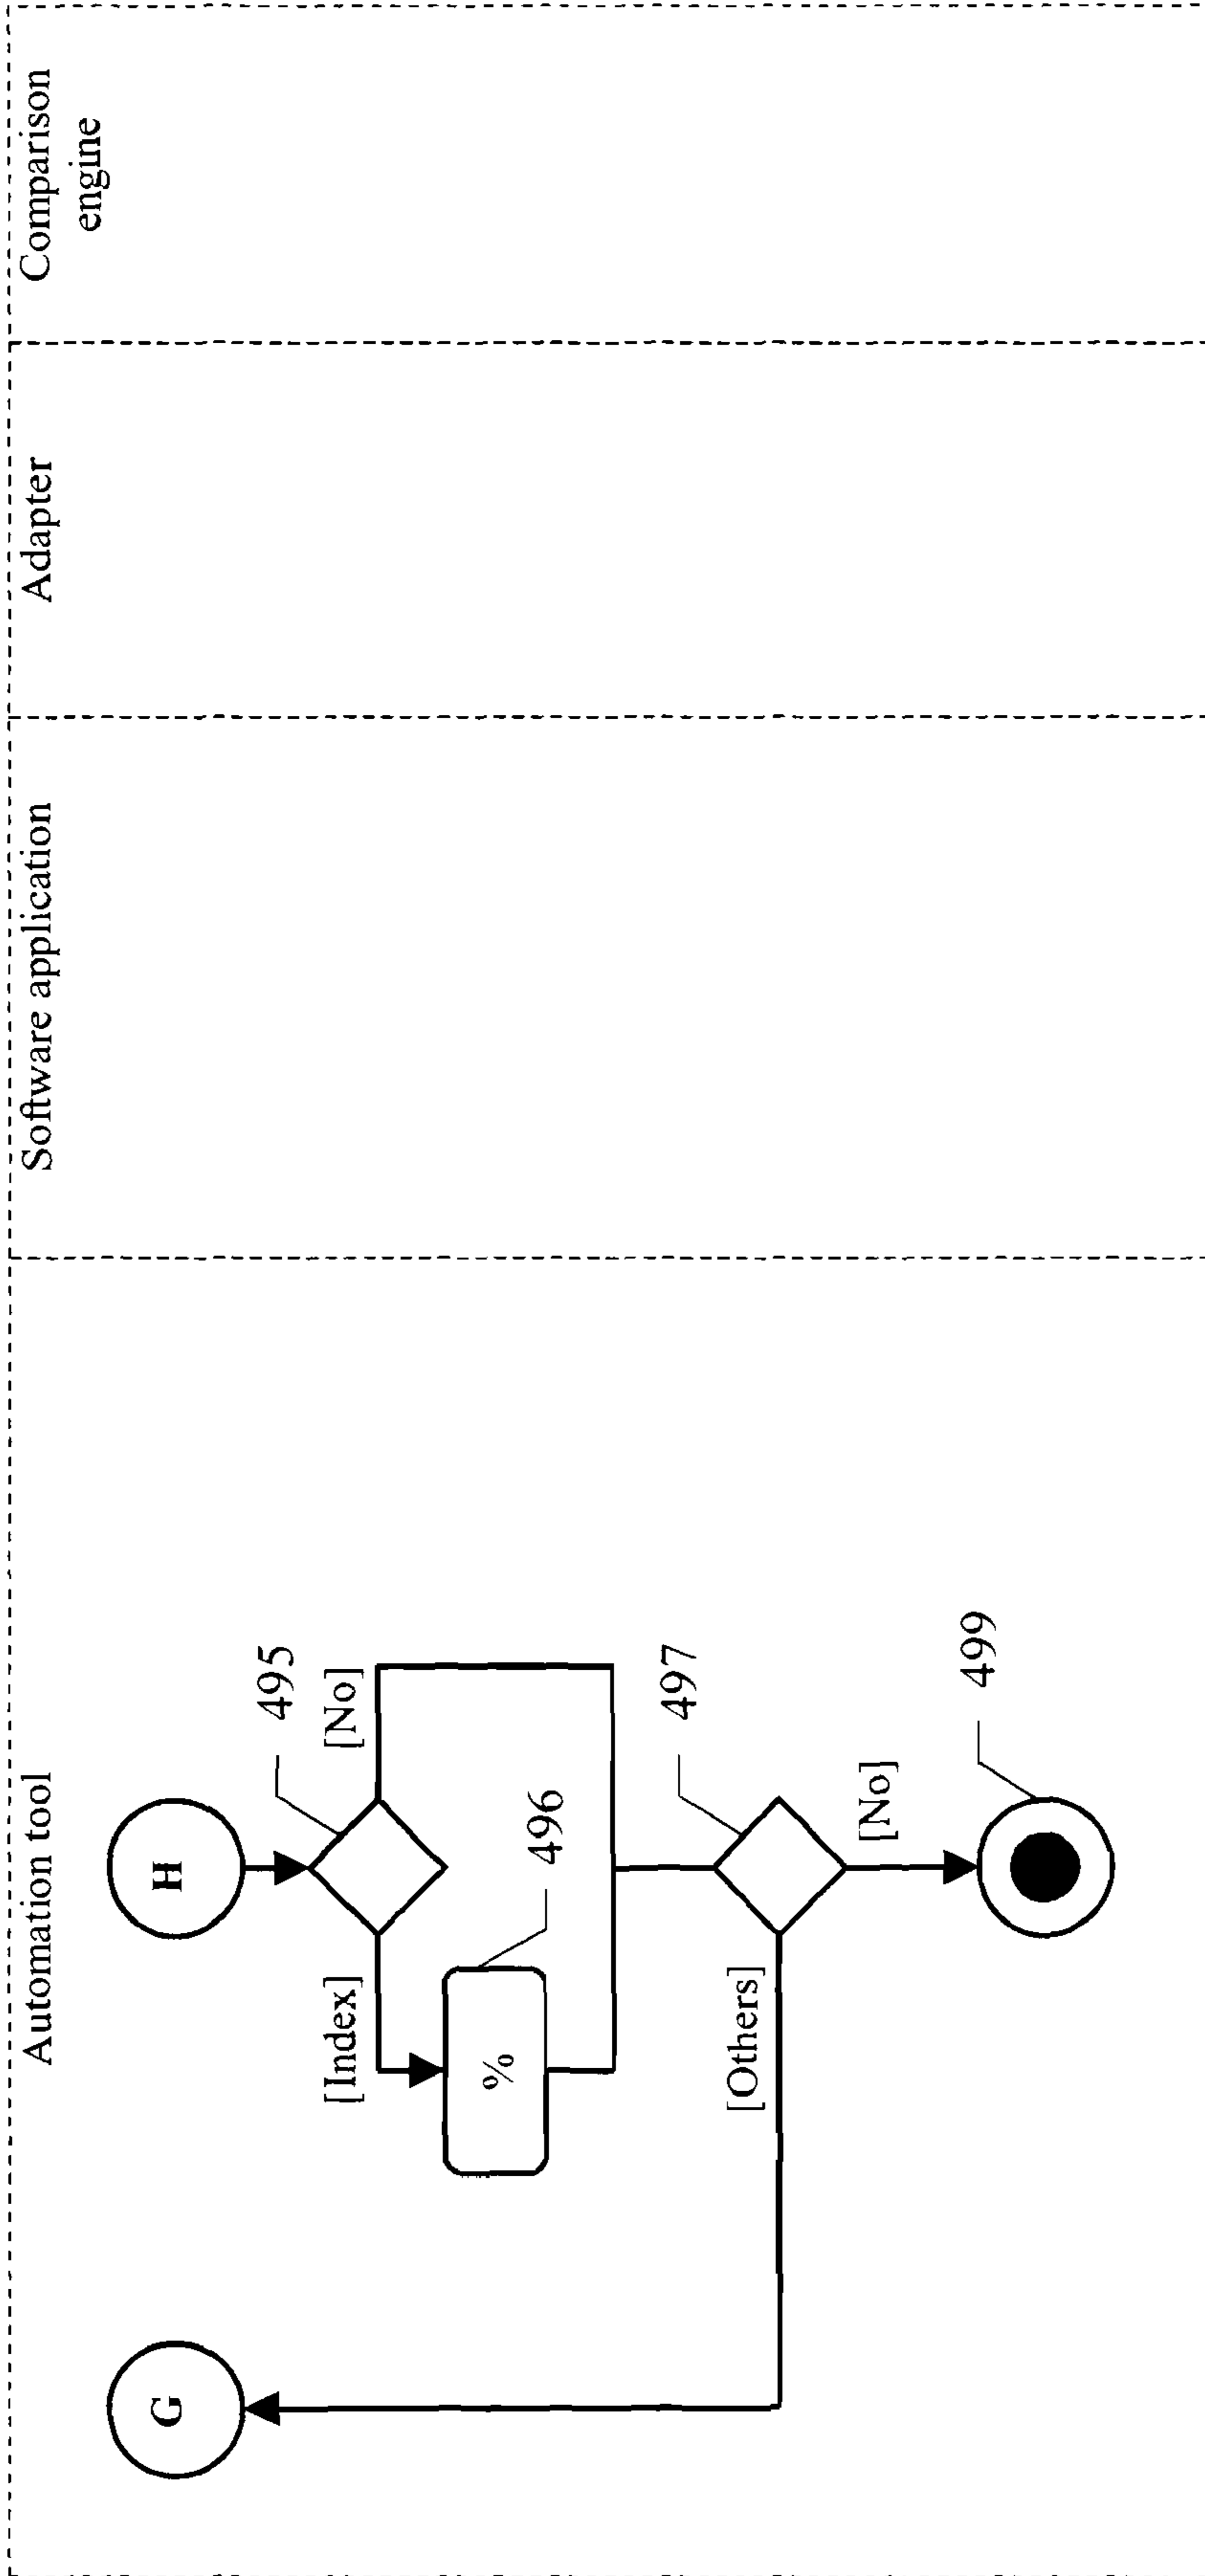 Automation tool
Software application
Adapter
Comparison
engine
G
H
495
[Index]
[No]
%
496
497
[Others]
[No]
499